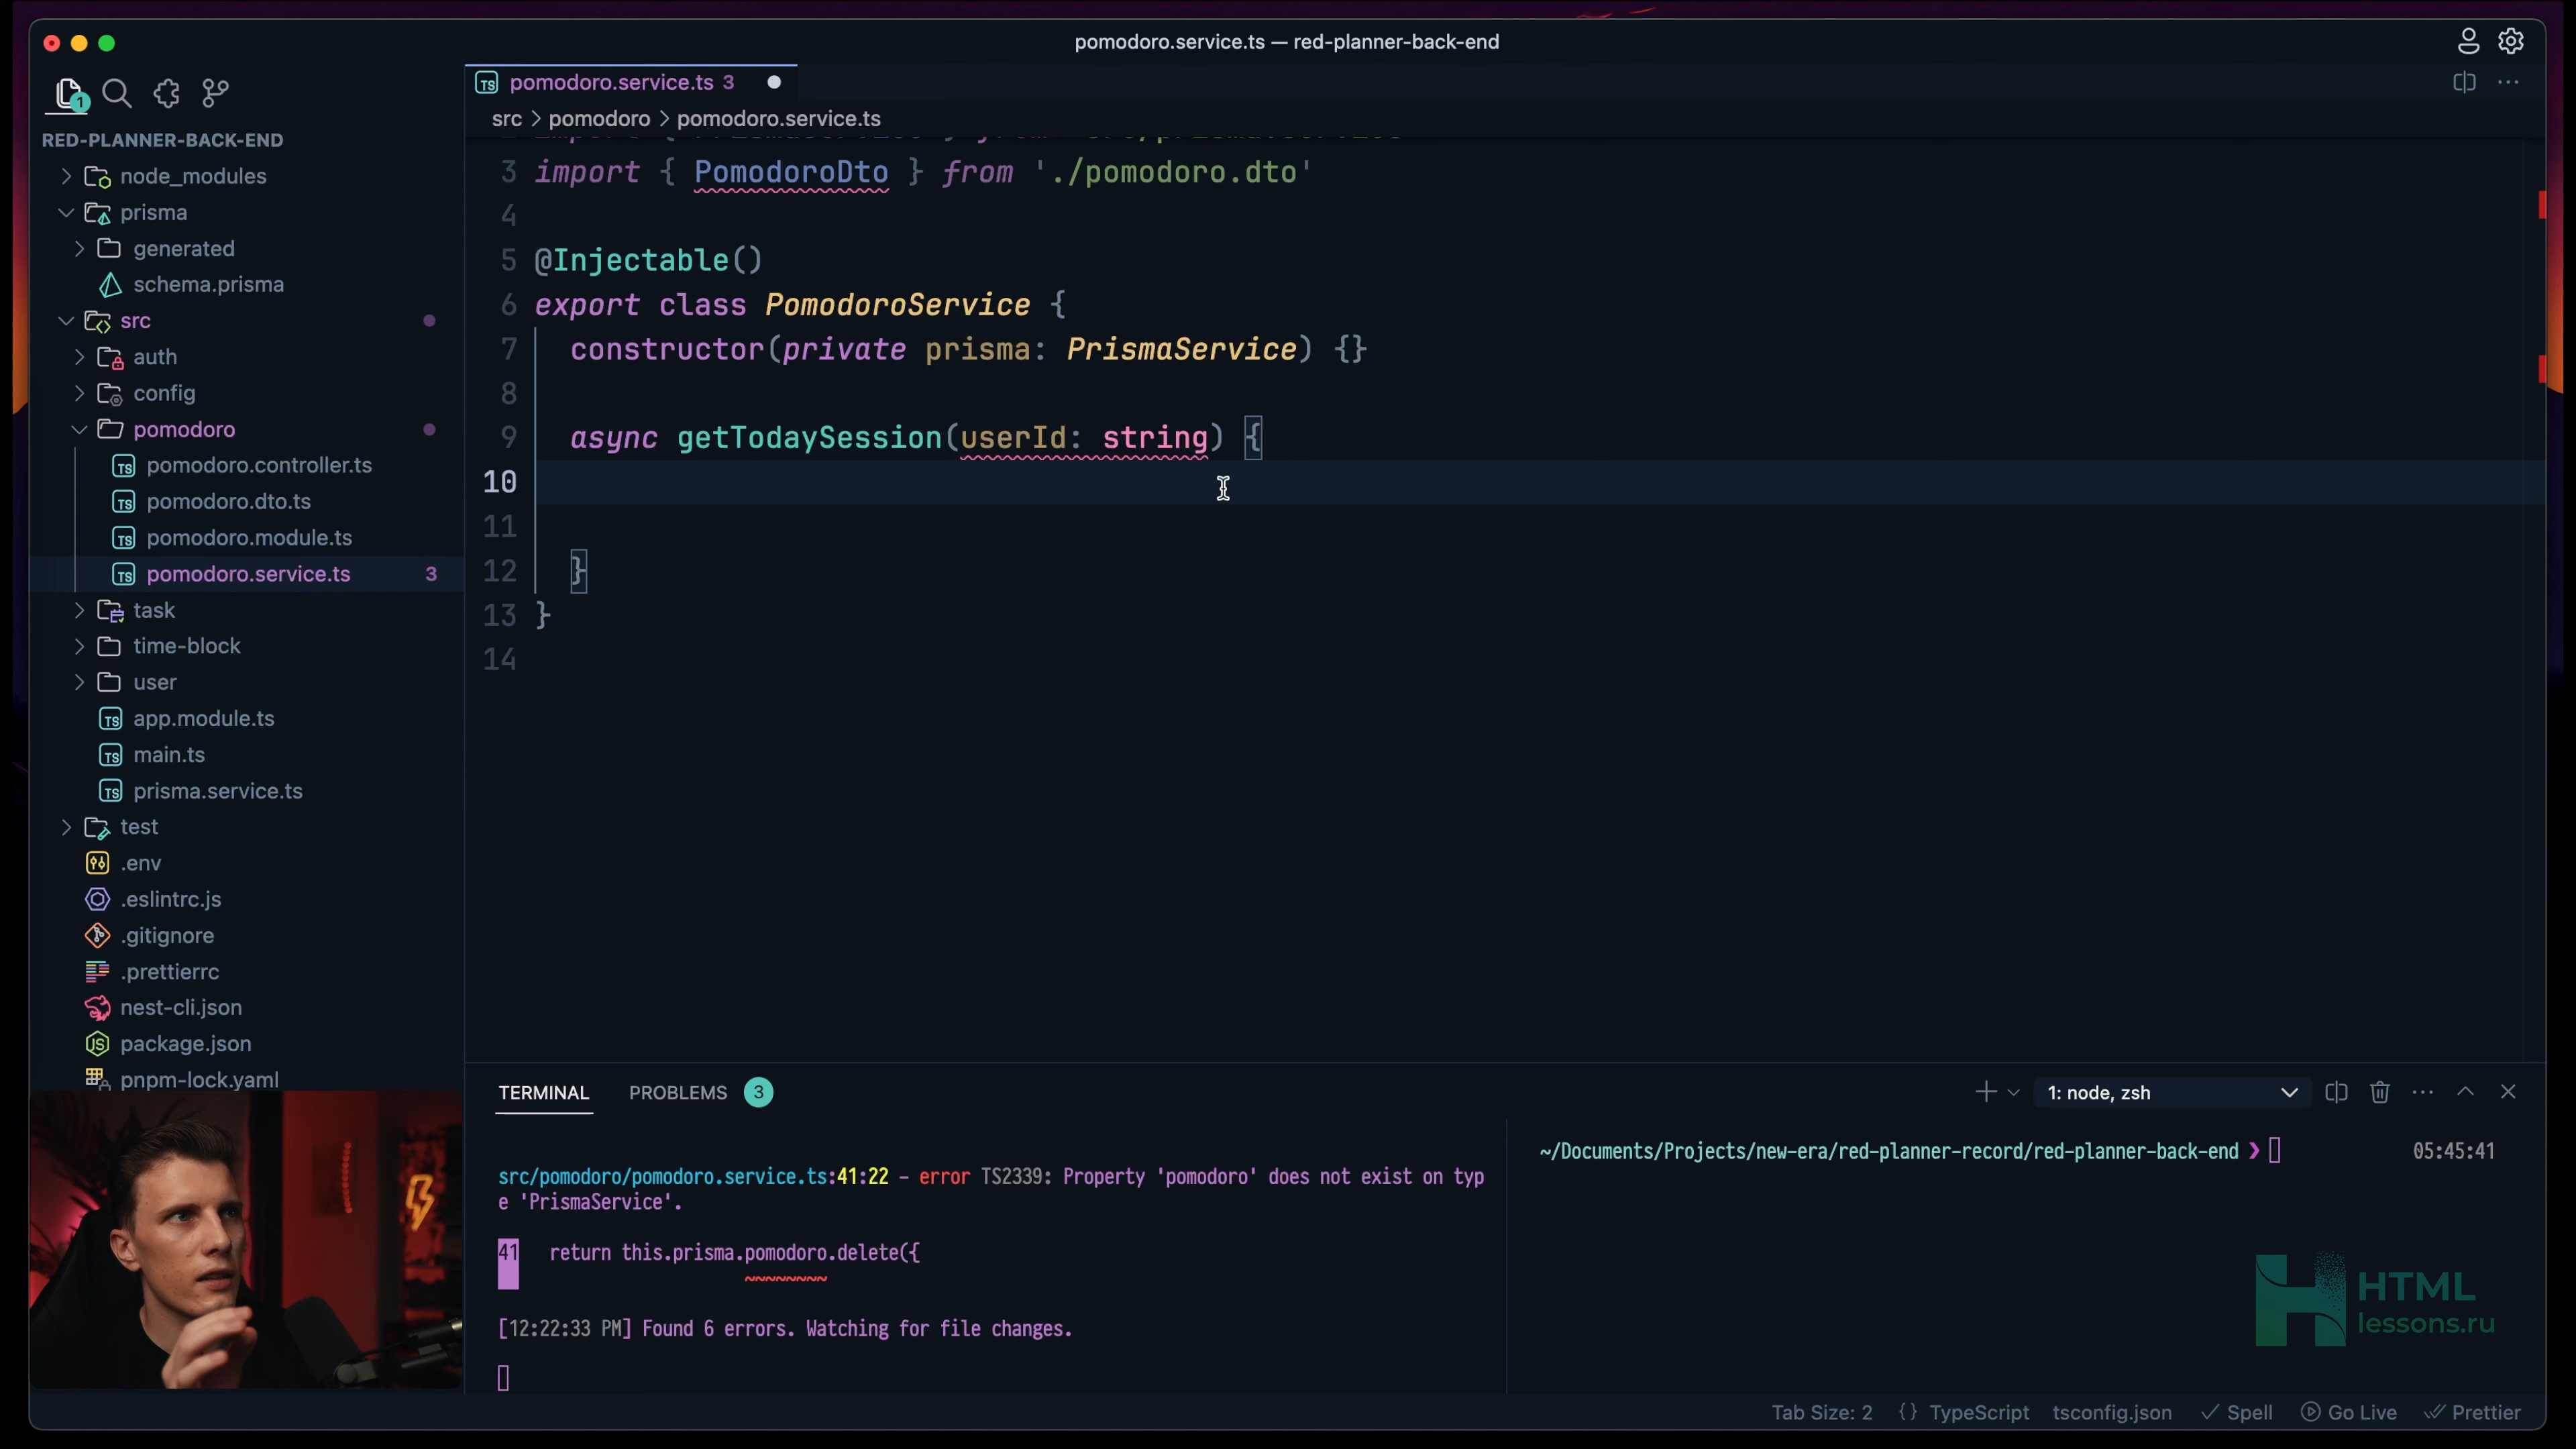 pomodoro.service.ts — red-planner-back-end
1
RED-PLANNER-BACK-END
node_modules
prisma
generated
schema.prisma
src
auth
config
pomodoro
pomodoro.controller.ts
pomodoro.dto.ts
pomodoro.module.ts
pomodoro.service.ts 3
task
time-block
user
app.module.ts
main.ts
prisma.service.ts
test
.env
.eslintrc.js
.gitignore
.prettierrc
nest-cli.json
package.json
pnpm-lock.yaml
pomodoro.service.ts 3
src > pomodoro > pomodoro.service.ts
3 import { PomodoroDto } from './pomodoro.dto'
4
5 @Injectable()
6 export class PomodoroService {
7 constructor(private prisma: PrismaService) {}
8
9 async getTodaySession(userId: string) {
10
11
12 }
13 }
14
TERMINAL PROBLEMS 3
1: node, zsh
src/pomodoro/pomodoro.service.ts:41:22 - error TS2339: Property 'pomodoro' does not exist on typ
e 'PrismaService'.
41 return this.prisma.pomodoro.delete({
~~~~~~~~
[12:22:33 PM] Found 6 errors. Watching for file changes.
~/Documents/Projects/new-era/red-planner-record/red-planner-back-end ❯ 05:45:41
HTML
lessons.ru
Tab Size: 2 {} TypeScript tsconfig.json Spell Go Live Prettier